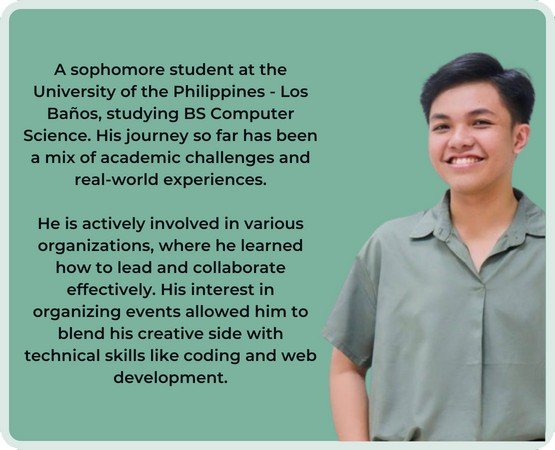 A sophomore student at the
University of the Philippines - Los
Baños, studying BS Computer
Science. His journey so far has been
a mix of academic challenges and
real-world experiences.
He is actively involved in various
organizations, where he learned
how to lead and collaborate
effectively. His interest in
organizing events allowed him to
blend his creative side with
technical skills like coding and web
development.